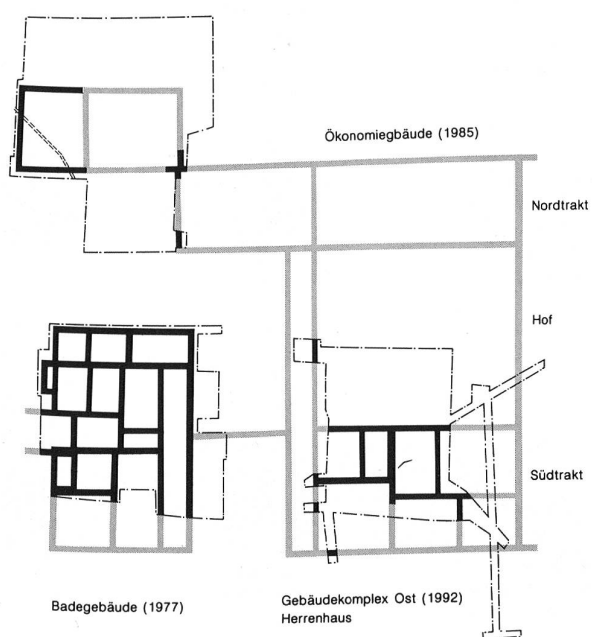 Ökonomiegbäude (1985)
Nordtrakt
Hof
Südtrakt
Badegebäude (1977)
Gebäudekomplex Ost (1992)
Herrenhaus